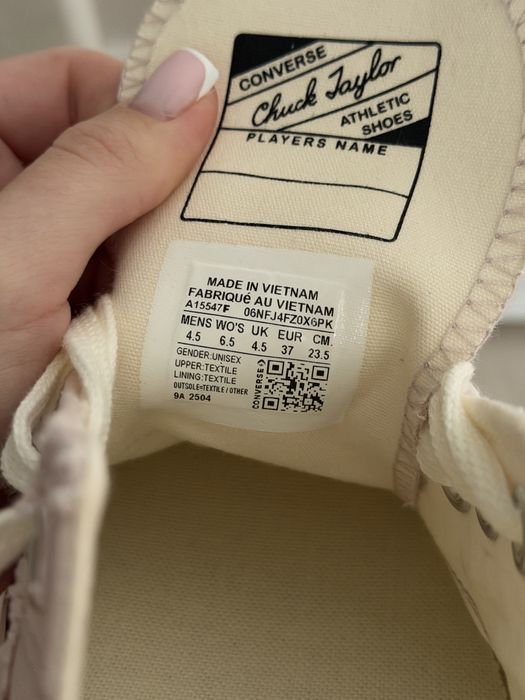 CONVERSE
Chuck Taylor
ATHLETIC
SHOES
PLAYERS NAME
MADE IN VIETNAM
FABRIQUÉ AU VIETNAM
A15547F 06NFJ4FZ0X6PK
MENS WO'S UK EUR CM.
4.5 6.5 4.5 37 23.5
GENDER:UNISEX
UPPER:TEXTILE
LINING:TEXTILE
OUTSOLE=TEXTILE / OTHER
9A 2504
CONVERSE